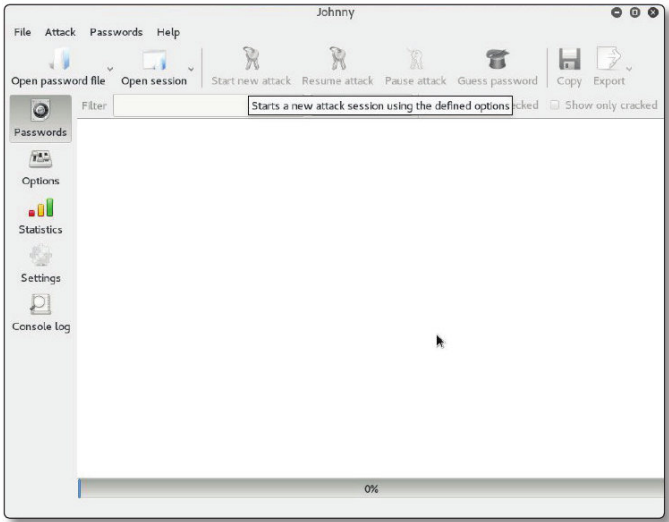 Johnny
File Attack Passwords Help
Open password file Open session Start new attack Resume attack Pause attack Guess password Copy Export
Filter Starts a new attack session using the defined options cked Show only cracked
Passwords
Options
Statistics
Settings
Console log
0%